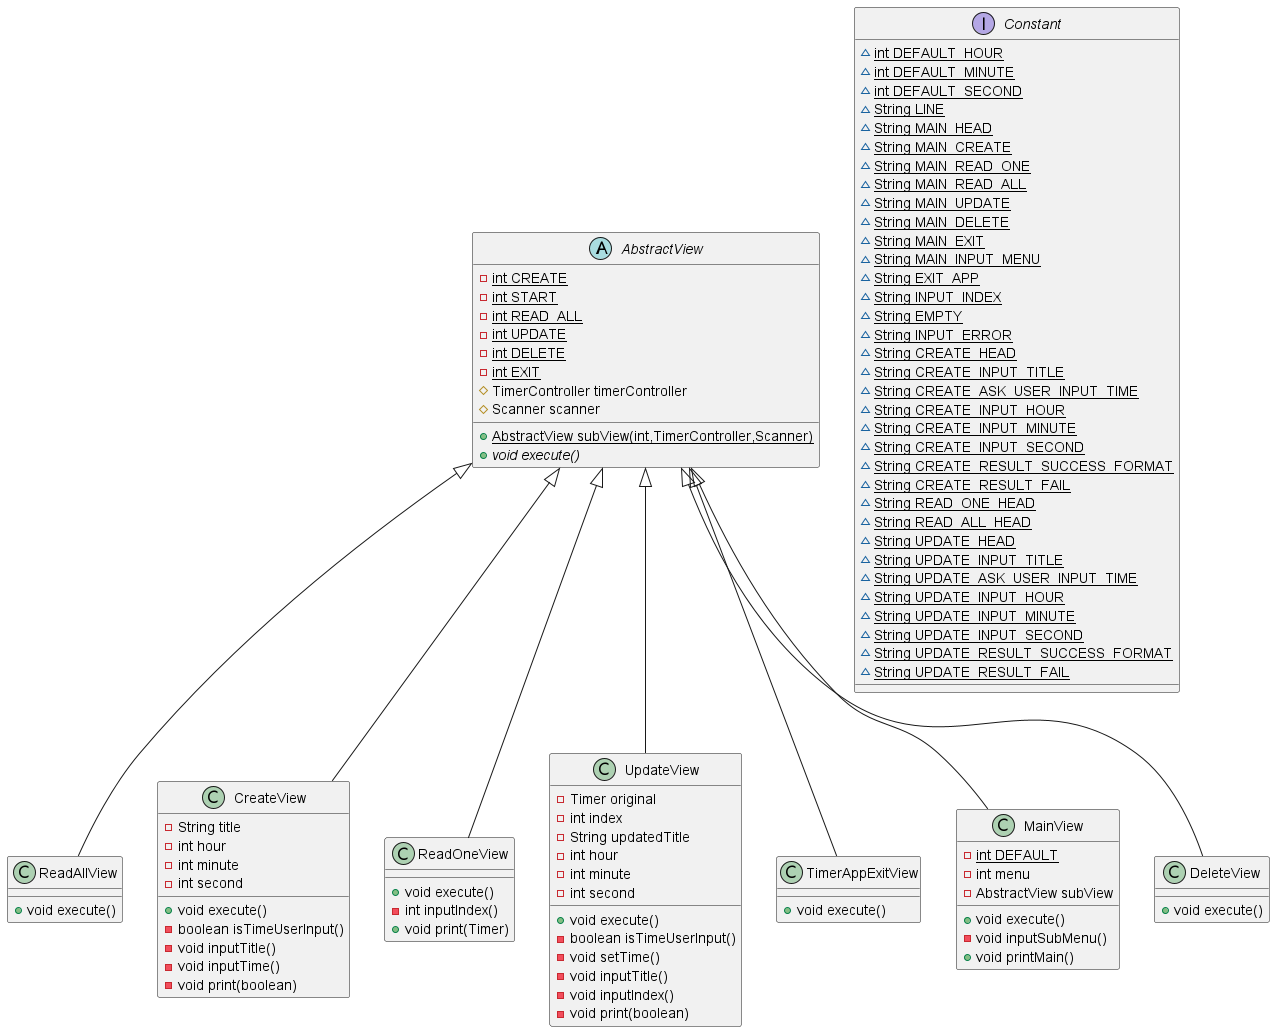 I Constant
int DEFAULT_HOUR
int DEFAULT_MINUTE
int DEFAULT_SECOND
String LINE
String MAIN_HEAD
String MAIN_CREATE
String MAIN_READ_ONE
String MAIN_READ_ALL
String MAIN_UPDATE
String MAIN_DELETE
String MAIN_EXIT
String MAIN_INPUT_MENU
String EXIT_APP
String INPUT_INDEX
String EMPTY
String INPUT_ERROR
String CREATE_HEAD
String CREATE_INPUT_TITLE
String CREATE_ASK_USER_INPUT_TIME
String CREATE_INPUT_HOUR
String CREATE_INPUT_MINUTE
String CREATE_INPUT_SECOND
String CREATE_RESULT_SUCCESS_FORMAT
String CREATE_RESULT_FAIL
String READ_ONE_HEAD
String READ_ALL_HEAD
String UPDATE_HEAD
String UPDATE_INPUT_TITLE
String UPDATE_ASK_USER_INPUT_TIME
String UPDATE_INPUT_HOUR
String UPDATE_INPUT_MINUTE
String UPDATE_INPUT_SECOND
String UPDATE_RESULT_SUCCESS_FORMAT
String UPDATE_RESULT_FAIL
A AbstractView
int CREATE
int START
int READ_ALL
int UPDATE
int DELETE
int EXIT
TimerController timerController
Scanner scanner
AbstractView subView(int,TimerController,Scanner)
void execute()
C ReadAllView
void execute()
C CreateView
String title
int hour
int minute
int second
void execute()
boolean isTimeUserInput()
void inputTitle()
void inputTime()
void print(boolean)
C ReadOneView
void execute()
int inputIndex()
void print(Timer)
C UpdateView
Timer original
int index
String updatedTitle
int hour
int minute
int second
void execute()
boolean isTimeUserInput()
void setTime()
void inputTitle()
void inputIndex()
void print(boolean)
C TimerAppExitView
void execute()
C MainView
int DEFAULT
int menu
AbstractView subView
void execute()
void inputSubMenu()
void printMain()
C DeleteView
void execute()